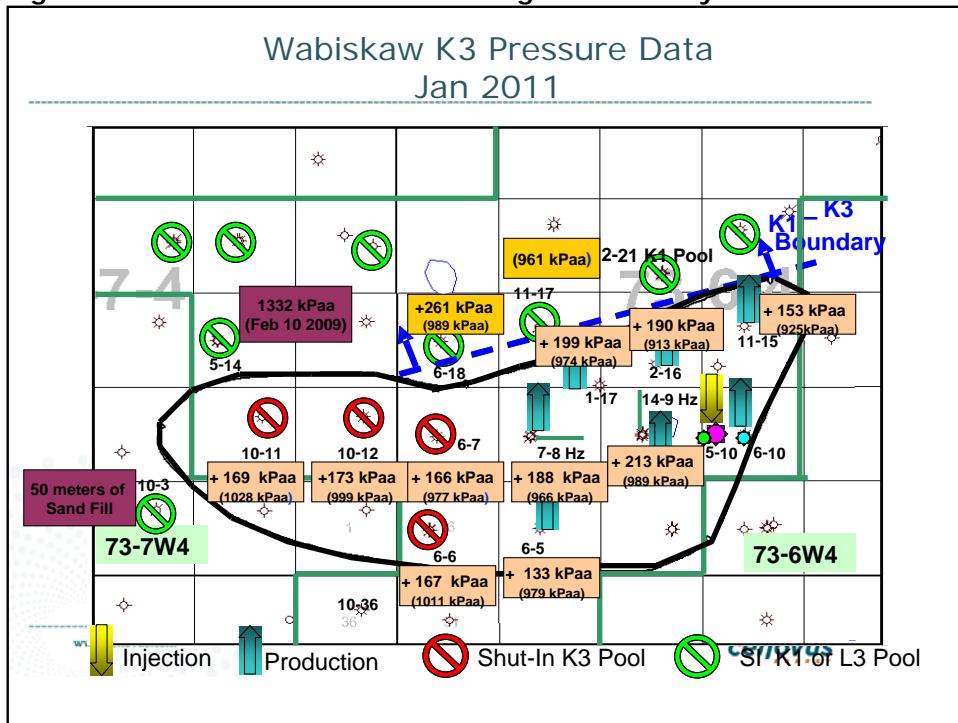 Wabiskaw K3 Pressure Data
Jan 2011
K1 – K3
Boundary
(961 kPaa)
2-21 K1 Pool
7-4
1332 kPaa
(Feb 10 2009)
+261 kPaa
(989 kPaa)
11-17
+ 199 kPaa
(974 kPaa)
+ 190 kPaa
(913 kPaa)
+ 153 kPaa
(925kPaa)
11-15
5-14
6-18
2-16
1-17
14-9 Hz
10-11
10-12
6-7
7-8 Hz
5-10
6-10
+ 169 kPaa
(1028 kPaa)
+173 kPaa
(999 kPaa)
+ 166 kPaa
(977 kPaa)
+ 188 kPaa
(966 kPaa)
+ 213 kPaa
(989 kPaa)
50 meters of
Sand Fill
10-3
1
73-7W4
73-6W4
6-6
6-5
+ 167 kPaa
(1011 kPaa)
+ 133 kPaa
(979 kPaa)
10-36
36
31
Injection
Production
Shut-In K3 Pool
SI K1 or L3 Pool